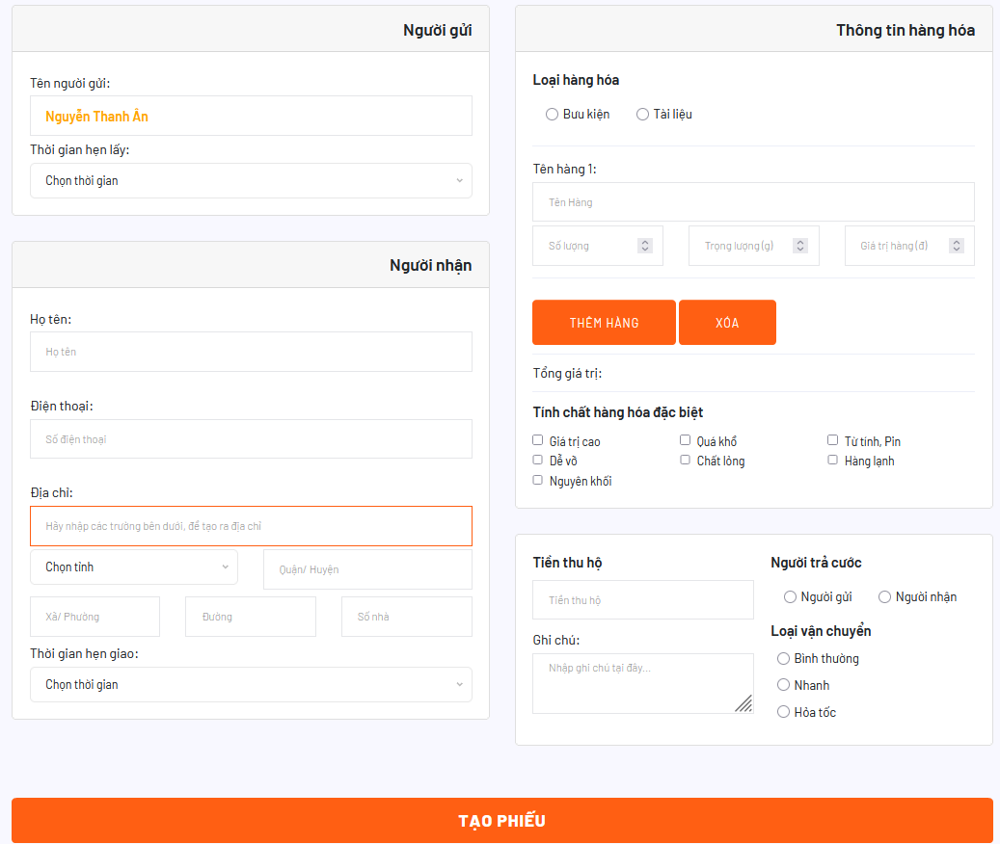 Người gửi
Tên người gửi:
Nguyễn Thanh Ân
Thời gian hẹn lấy:
Chọn thời gian
Người nhận
Họ tên:
Họ tên
Điện thoại:
Số điện thoại
Địa chỉ:
Hãy nhập các trường bên dưới, để tạo ra địa chỉ
Chọn tỉnh
Quận/ Huyện
Xã/ Phường
Đường
Số nhà
Thời gian hẹn giao:
Chọn thời gian
Thông tin hàng hóa
Loại hàng hóa
Bưu kiện
Tài liệu
Tên hàng 1:
Tên Hàng
Số lượng
Trọng lượng (g)
Giá trị hàng (đ)
THÊM HÀNG
XÓA
Tổng giá trị:
Tính chất hàng hóa đặc biệt
Giá trị cao
Quá khổ
Từ tính, Pin
Dễ vỡ
Chất lỏng
Hàng lạnh
Nguyên khối
Tiền thu hộ
Tiền thu hộ
Ghi chú:
Nhập ghi chú tại đây...
Người trả cước
Người gửi
Người nhận
Loại vận chuyển
Bình thường
Nhanh
Hỏa tốc
TẠO PHIẾU